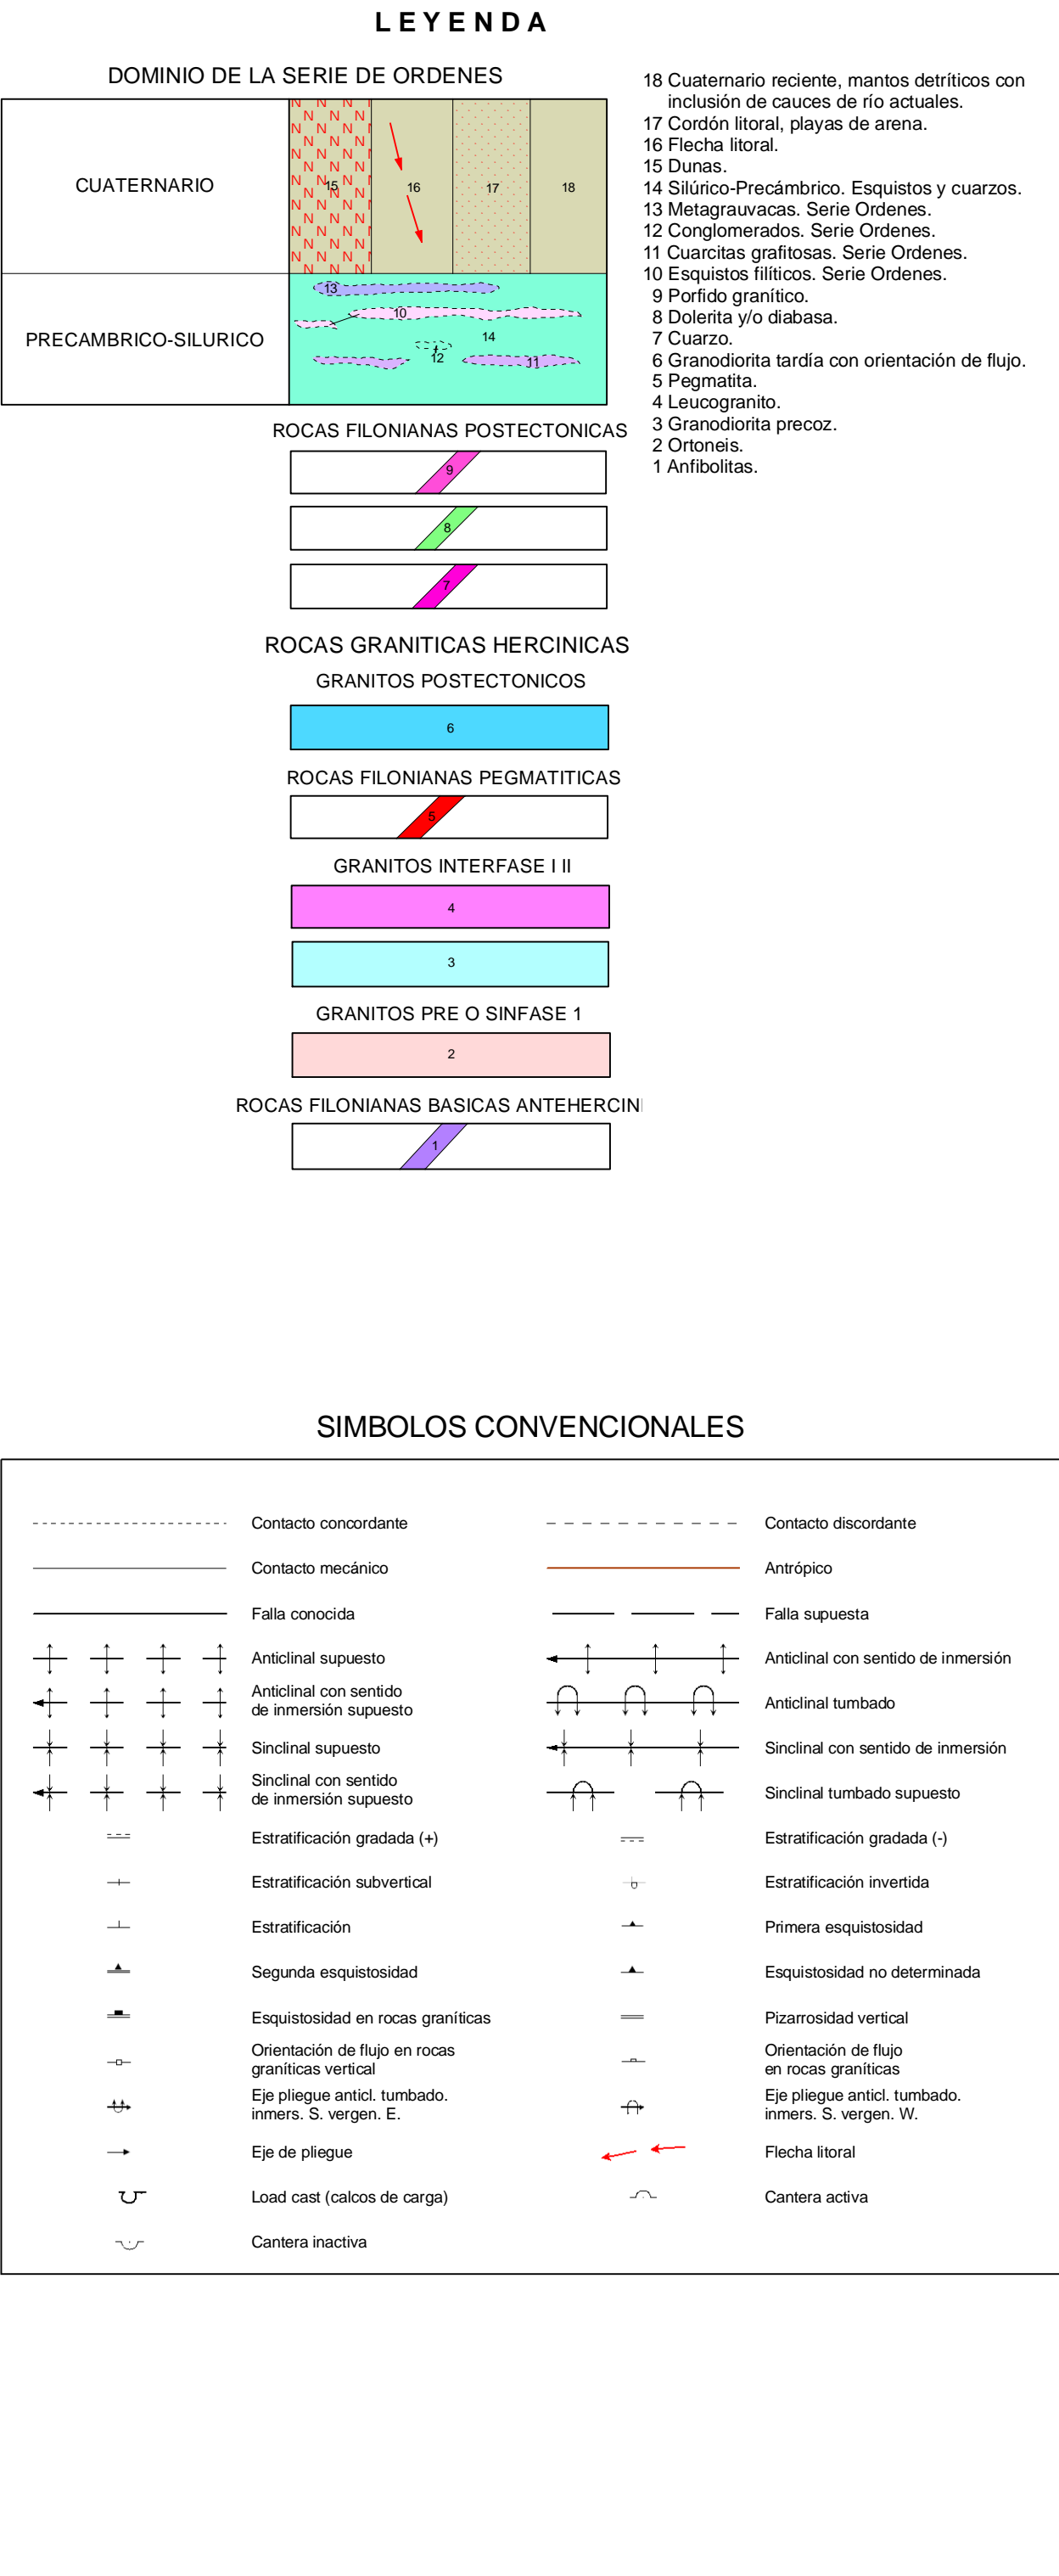 LEYENDA
DOMINIO DE LA SERIE DE ORDENES
CUATERNARIO
15
16
17
18
PRECAMBRICO-SILURICO
13
10
14
12
11
18 Cuaternario reciente, mantos detríticos con
inclusión de cauces de río actuales.
17 Cordón litoral, playas de arena.
16 Flecha litoral.
15 Dunas.
14 Silúrico-Precámbrico. Esquistos y cuarzos.
13 Metagrauvacas. Serie Ordenes.
12 Conglomerados. Serie Ordenes.
11 Cuarcitas grafitosas. Serie Ordenes.
10 Esquistos filíticos. Serie Ordenes.
9 Porfido granítico.
8 Dolerita y/o diabasa.
7 Cuarzo.
6 Granodiorita tardía con orientación de flujo.
5 Pegmatita.
4 Leucogranito.
3 Granodiorita precoz.
2 Ortoneis.
1 Anfibolitas.
ROCAS FILONIANAS POSTECTONICAS
9
8
7
ROCAS GRANITICAS HERCINICAS
GRANITOS POSTECTONICOS
6
ROCAS FILONIANAS PEGMATITICAS
5
GRANITOS INTERFASE I II
4
3
GRANITOS PRE O SINFASE 1
2
ROCAS FILONIANAS BASICAS ANTEHERCINI
1
SIMBOLOS CONVENCIONALES
Contacto concordante
Contacto discordante
Contacto mecánico
Antrópico
Falla conocida
Falla supuesta
Anticlinal supuesto
Anticlinal con sentido de inmersión
Anticlinal con sentido
de inmersión supuesto
Anticlinal tumbado
Sinclinal supuesto
Sinclinal con sentido de inmersión
Sinclinal con sentido
de inmersión supuesto
Sinclinal tumbado supuesto
Estratificación gradada (+)
Estratificación gradada (-)
Estratificación subvertical
Estratificación invertida
Estratificación
Primera esquistosidad
Segunda esquistosidad
Esquistosidad no determinada
Esquistosidad en rocas graníticas
Pizarrosidad vertical
Orientación de flujo en rocas
graníticas vertical
Orientación de flujo
en rocas graníticas
Eje pliegue anticl. tumbado.
inmers. S. vergen. E.
Eje pliegue anticl. tumbado.
inmers. S. vergen. W.
Eje de pliegue
Flecha litoral
Load cast (calcos de carga)
Cantera activa
Cantera inactiva